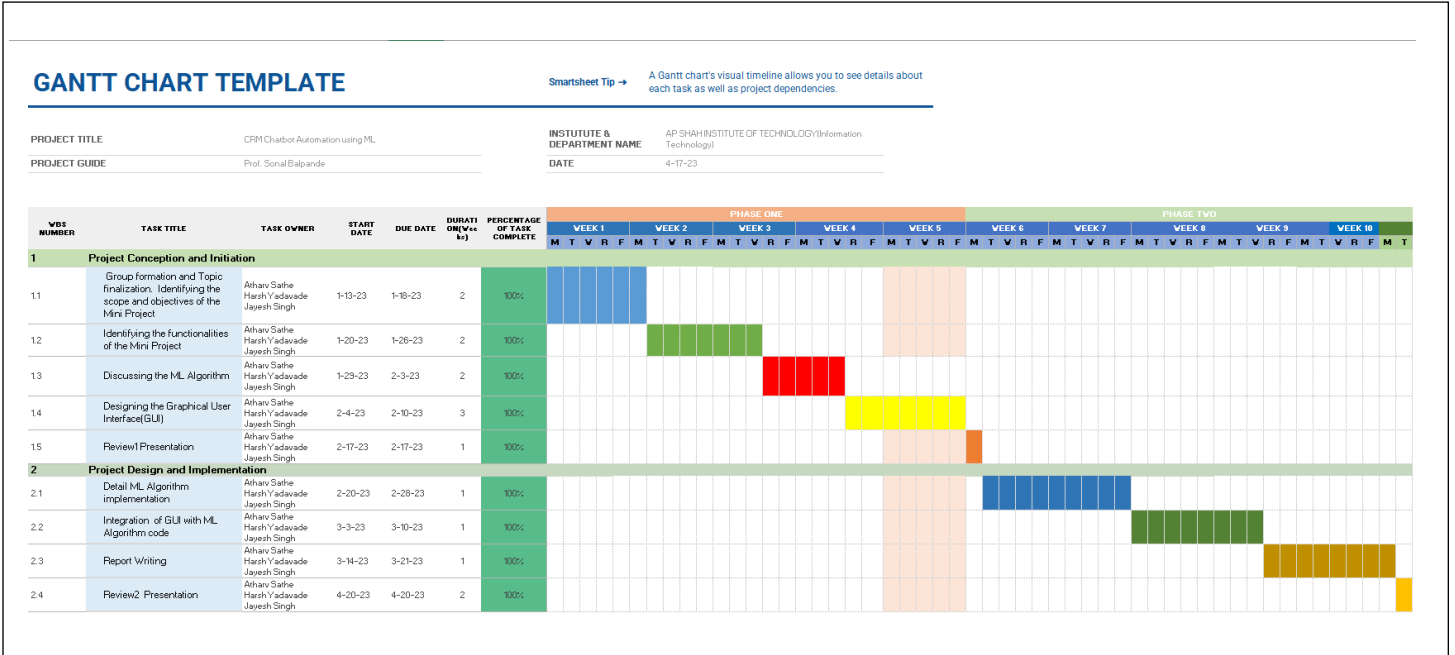 GANTT CHART TEMPLATE
Smartsheet Tip ➞
A Gantt chart's visual timeline allows you to see details about
each task as well as project dependencies.
PROJECT TITLE
CRM Chatbot Automation using ML
INSTUTUTE &
DEPARTMENT NAME
AP SHAH INSTITUTE OF TECHNOLOGY(Information
Technology)
PROJECT GUIDE
Prof. Sonal Balpande
DATE
4-17-23
WBS
NUMBER
TASK TITLE
TASK OWNER
START
DATE
DUE DATE
DURATI
ON(Wee
ks)
PERCENTAGE
OF TASK
COMPLETE
PHASE ONE
PHASE TWO
WEEK 1 WEEK 2 WEEK 3 WEEK 4 WEEK 5 WEEK 6 WEEK 7 WEEK 8 WEEK 9 WEEK 10
M T W R F M T W R F M T W R F M T W R F M T W R F M T W R F M T W R F M T W R F M T W R F M T W R F M T
1 Project Conception and Initiation
1.1
Group formation and Topic
finalization. Identifying the
scope and objectives of the
Mini Project
Atharv Sathe
Harsh Yadavade
Jayesh Singh
1-13-23 1-18-23 2 100%
1.2
Identifying the functionalities
of the Mini Project
Atharv Sathe
Harsh Yadavade
Jayesh Singh
1-20-23 1-26-23 2 100%
1.3
Discussing the ML Algorithm
Atharv Sathe
Harsh Yadavade
Jayesh Singh
1-29-23 2-3-23 2 100%
1.4
Designing the Graphical User
Interface(GUI)
Atharv Sathe
Harsh Yadavade
Jayesh Singh
2-4-23 2-10-23 3 100%
1.5
Review1 Presentation
Atharv Sathe
Harsh Yadavade
Jayesh Singh
2-17-23 2-17-23 1 100%
2 Project Design and Implementation
2.1
Detail ML Algorithm
implementation
Atharv Sathe
Harsh Yadavade
Jayesh Singh
2-20-23 2-28-23 1 100%
2.2
Integration of GUI with ML
Algorithm code
Atharv Sathe
Harsh Yadavade
Jayesh Singh
3-3-23 3-10-23 1 100%
2.3
Report Writing
Atharv Sathe
Harsh Yadavade
Jayesh Singh
3-14-23 3-21-23 1 100%
2.4
Review2 Presentation
Atharv Sathe
Harsh Yadavade
Jayesh Singh
4-20-23 4-20-23 2 100%